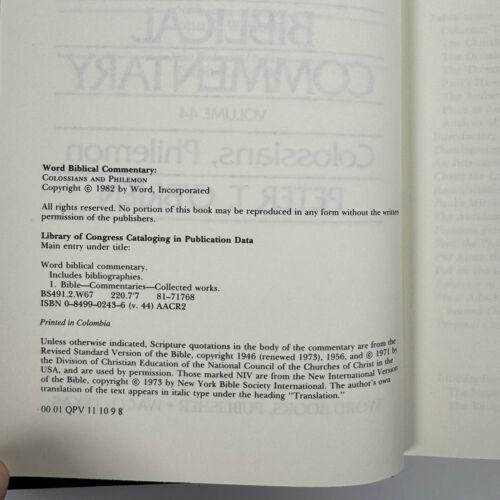 Word Biblical Commentary:
COLOSSIANS AND PHILEMON
Copyright © 1982 by Word, Incorporated
All rights reserved. No portion of this book may be reproduced in any form without the written
permission of the publishers.
Library of Congress Cataloging in Publication Data
Main entry under title:
Word biblical commentary.
Includes bibliographies.
1. Bible—Commentaries—Collected works.
BS491.2.W67 220.7'7 81-71768
ISBN 0-8499-0243-6 (v. 44) AACR2
Printed in Colombia
Unless otherwise indicated, Scripture quotations in the body of the commentary are from the
Revised Standard Version of the Bible, copyright 1946 (renewed 1973), 1956, and © 1971 by
the Division of Christian Education of the National Council of the Churches of Christ in the
USA, and are used by permission. Those marked NIV are from the New International Version
of the Bible, copyright © 1973 by New York Bible Society International. The author's own
translation of the text appears in italic type under the heading "Translation."
00 01 QPV 11 10 9 8